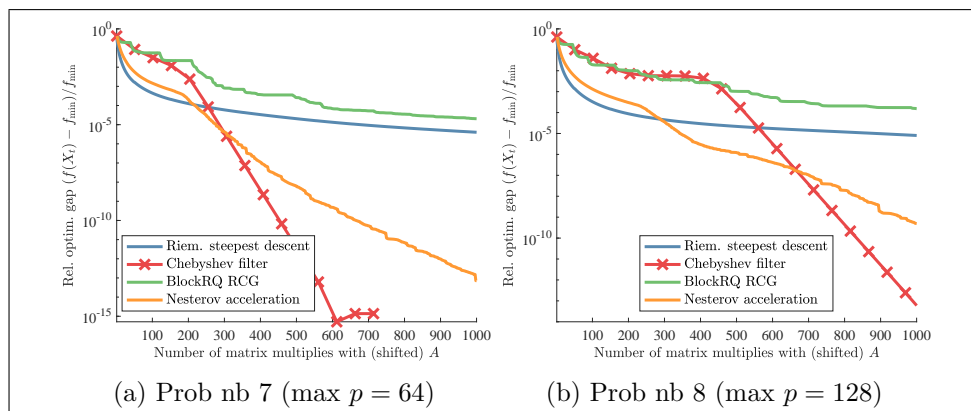 Rel. optim. gap (f(X_t) − f_min)/f_min
10^0
10^-5
10^-10
10^-15
Riem. steepest descent
Chebyshev filter
BlockRQ RCG
Nesterov acceleration
100 200 300 400 500 600 700 800 900 1000
Number of matrix multiplies with (shifted) A
(a) Prob nb 7 (max p = 64)
Rel. optim. gap (f(X_t) − f_min)/f_min
10^0
10^-5
10^-10
Riem. steepest descent
Chebyshev filter
BlockRQ RCG
Nesterov acceleration
100 200 300 400 500 600 700 800 900 1000
Number of matrix multiplies with (shifted) A
(b) Prob nb 8 (max p = 128)